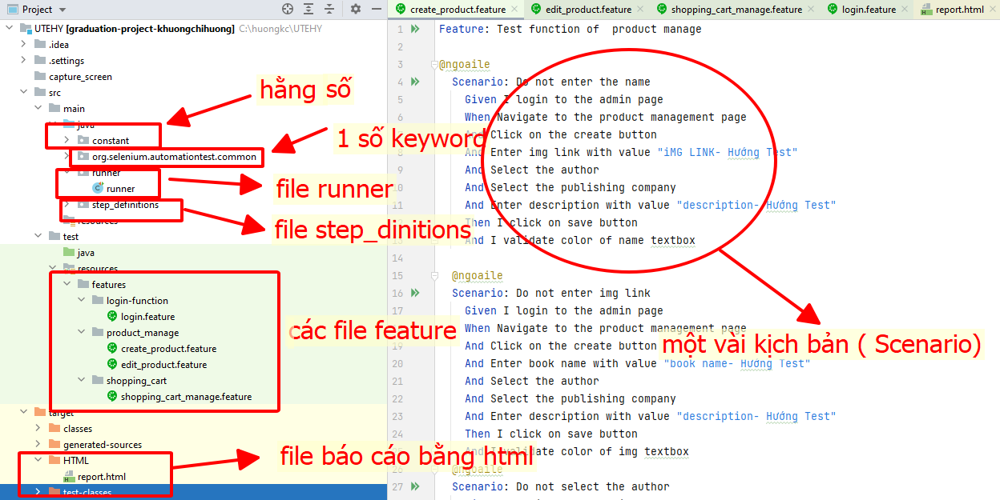 Project
create_product.feature
edit_product.feature
shopping_cart_manage.feature
login.feature
report.html
UTEHY [graduation-project-khuongchihuong] C:\huongkc\UTEHY
.idea
.settings
capture_screen
src
main
java
constant
org.selenium.automationtest.common
runner
runner
step_definitions
resources
test
java
resources
features
login-function
login.feature
product_manage
create_product.feature
edit_product.feature
shopping_cart
shopping_cart_manage.feature
target
classes
generated-sources
HTML
report.html
test-classes
hằng số
1 số keyword
file runner
file step_dinitions
các file feature
file báo cáo bằng html
một vài kịch bản ( Scenario)
1 Feature: Test function of  product manage
2
3 @ngoaile
4 Scenario: Do not enter the name
5 Given I login to the admin page
6 When Navigate to the product management page
7 And Click on the create button
8 And Enter img link with value "iMG LINK- Hướng Test"
9 And Select the author
10 And Select the publishing company
11 And Enter description with value "description- Hướng Test"
12 Then I click on save button
13 And I validate color of name textbox
14
15 @ngoaile
16 Scenario: Do not enter img link
17 Given I login to the admin page
18 When Navigate to the product management page
19 And Click on the create button
20 And Enter book name with value "book name- Hướng Test"
21 And Select the author
22 And Select the publishing company
23 And Enter description with value "description- Hướng Test"
24 Then I click on save button
And I validate color of img textbox
26 @ngoaile
27 Scenario: Do not select the author